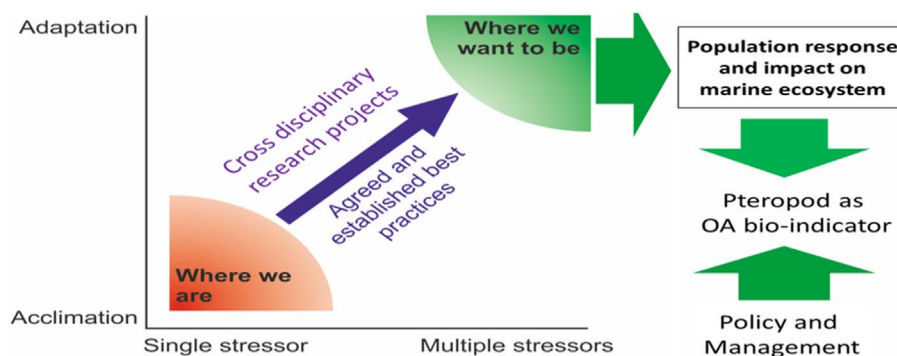 Adaptation
Where we
want to be
Cross disciplinary
research projects
Agreed and
established best
practices
Where we
are
Acclimation
Single stressor
Multiple stressors
Population response
and impact on
marine ecosystem
Pteropod as
OA bio-indicator
Policy and
Management